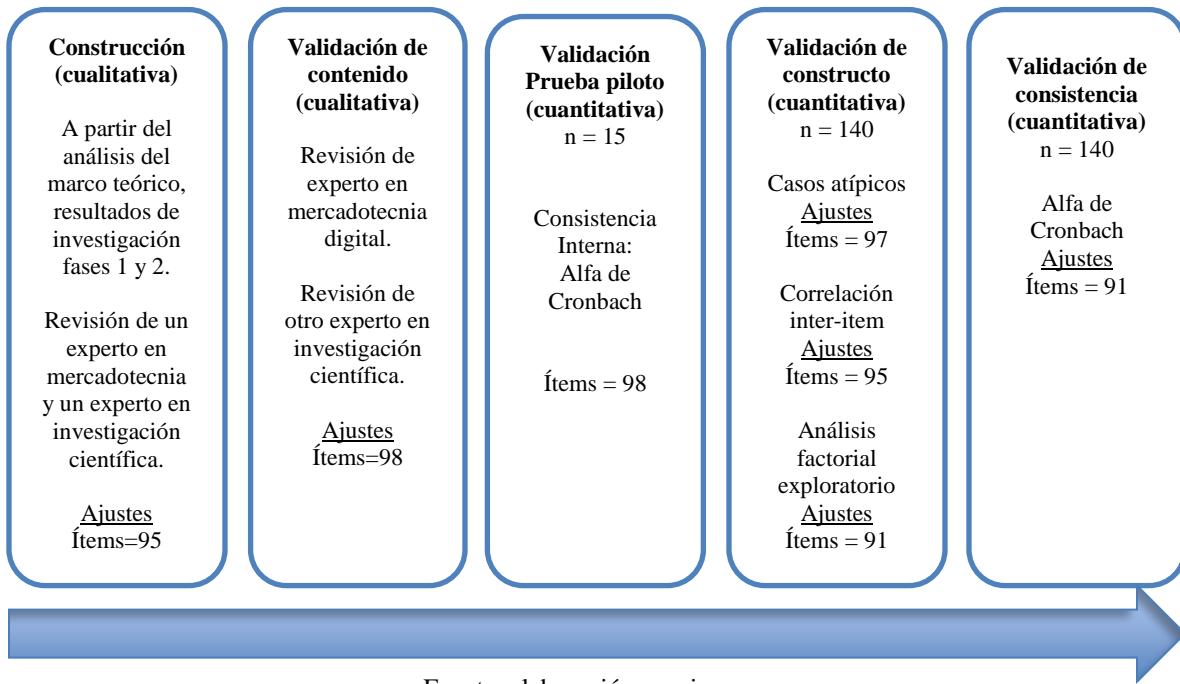 Construcción
(cualitativa)
A partir del
análisis del
marco teórico,
resultados de
investigación
fases 1 y 2.
Revisión de un
experto en
mercadotecnia
y un experto en
investigación
científica.
Ajustes
Ítems=95
Validación de
contenido
(cualitativa)
Revisión de
experto en
mercadotecnia
digital.
Revisión de
otro experto en
investigación
científica.
Ajustes
Ítems=98
Validación
Prueba piloto
(cuantitativa)
n = 15
Consistencia
Interna:
Alfa de
Cronbach
Ítems = 98
Validación de
constructo
(cuantitativa)
n = 140
Casos atípicos
Ajustes
Ítems = 97
Correlación
inter-item
Ajustes
Ítems = 95
Análisis
factorial
exploratorio
Ajustes
Ítems = 91
Validación de
consistencia
(cuantitativa)
n = 140
Alfa de
Cronbach
Ajustes
Ítems = 91